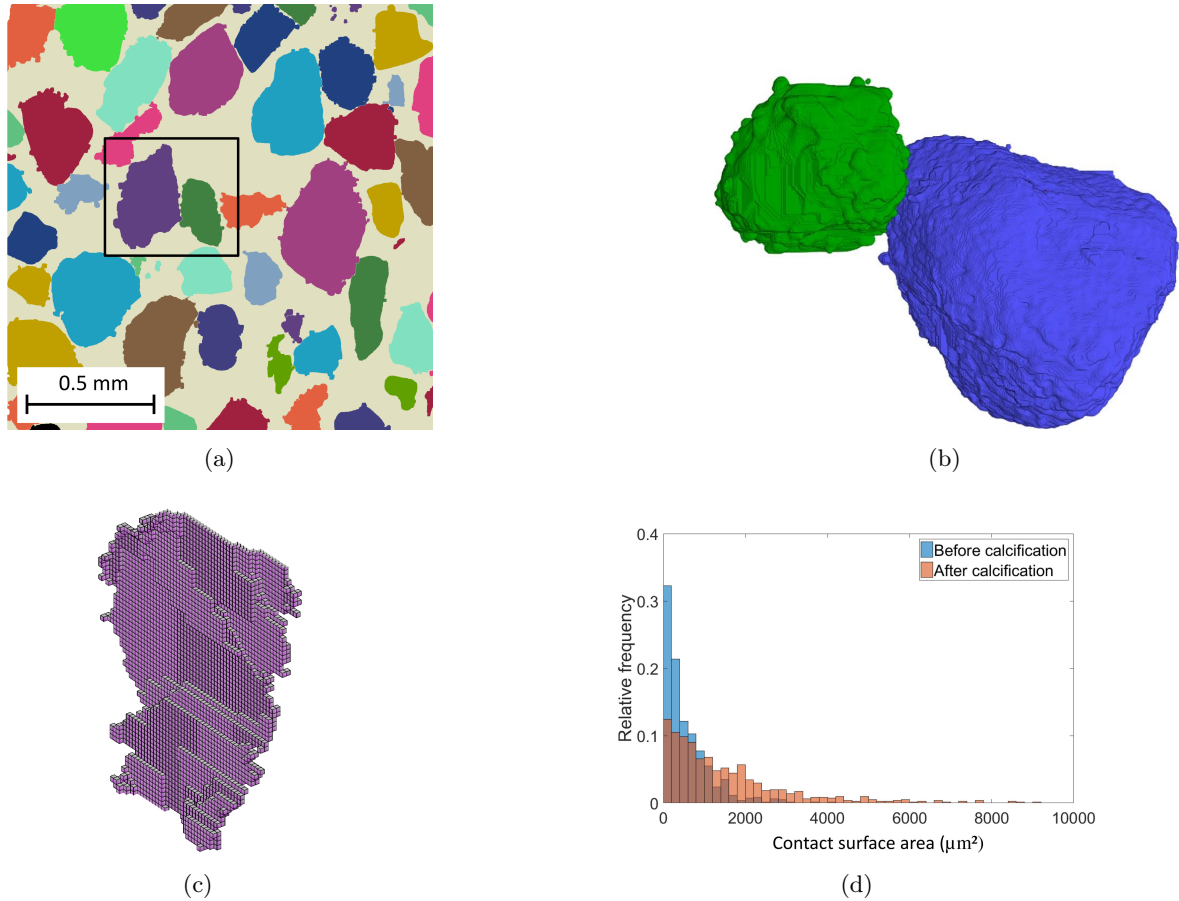 0.5 mm
(a)
(b)
(c)
0.4
0.3
0.2
0.1
0
Relative frequency
Before calcification
After calcification
0 2000 4000 6000 8000 10000
Contact surface area (µm²)
(d)